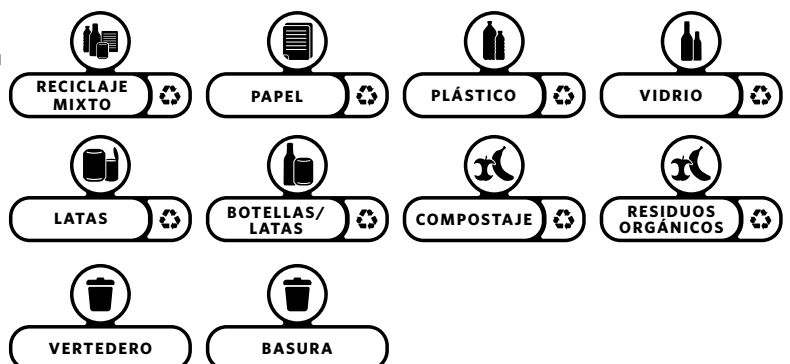 RECICLAJE
MIXTO
PAPEL
PLÁSTICO
VIDRIO
LATAS
BOTELLAS/
LATAS
COMPOSTAJE
RESIDUOS
ORGÁNICOS
VERTEDERO
BASURA